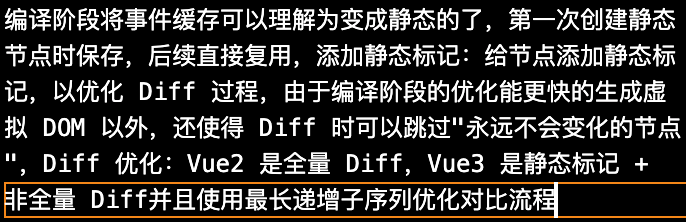 编译阶段将事件缓存可以理解为变成静态的了，第一次创建静态
节点时保存，后续直接复用，添加静态标记：给节点添加静态标
记，以优化 Diff 过程，由于编译阶段的优化能更快的生成虚
拟 DOM 以外，还使得 Diff 时可以跳过"永远不会变化的节点
"，Diff 优化：Vue2 是全量 Diff，Vue3 是静态标记 +
非全量 Diff并且使用最长递增子序列优化对比流程